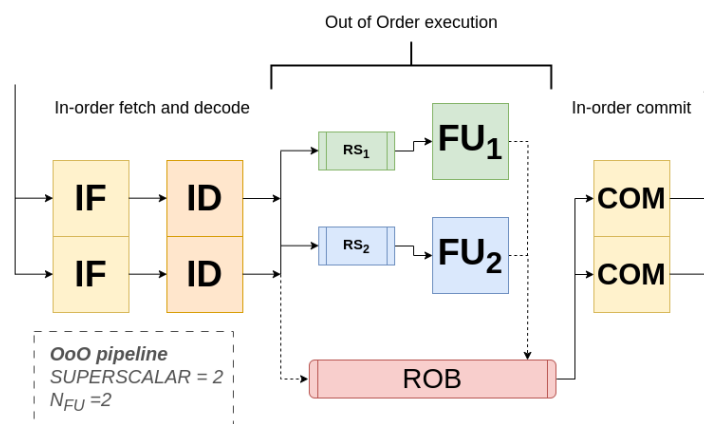 Out of Order execution
In-order fetch and decode
In-order commit
RS1
FU1
IF
ID
COM
RS2
FU2
IF
ID
COM
OoO pipeline
SUPERSCALAR = 2
NFU =2
ROB